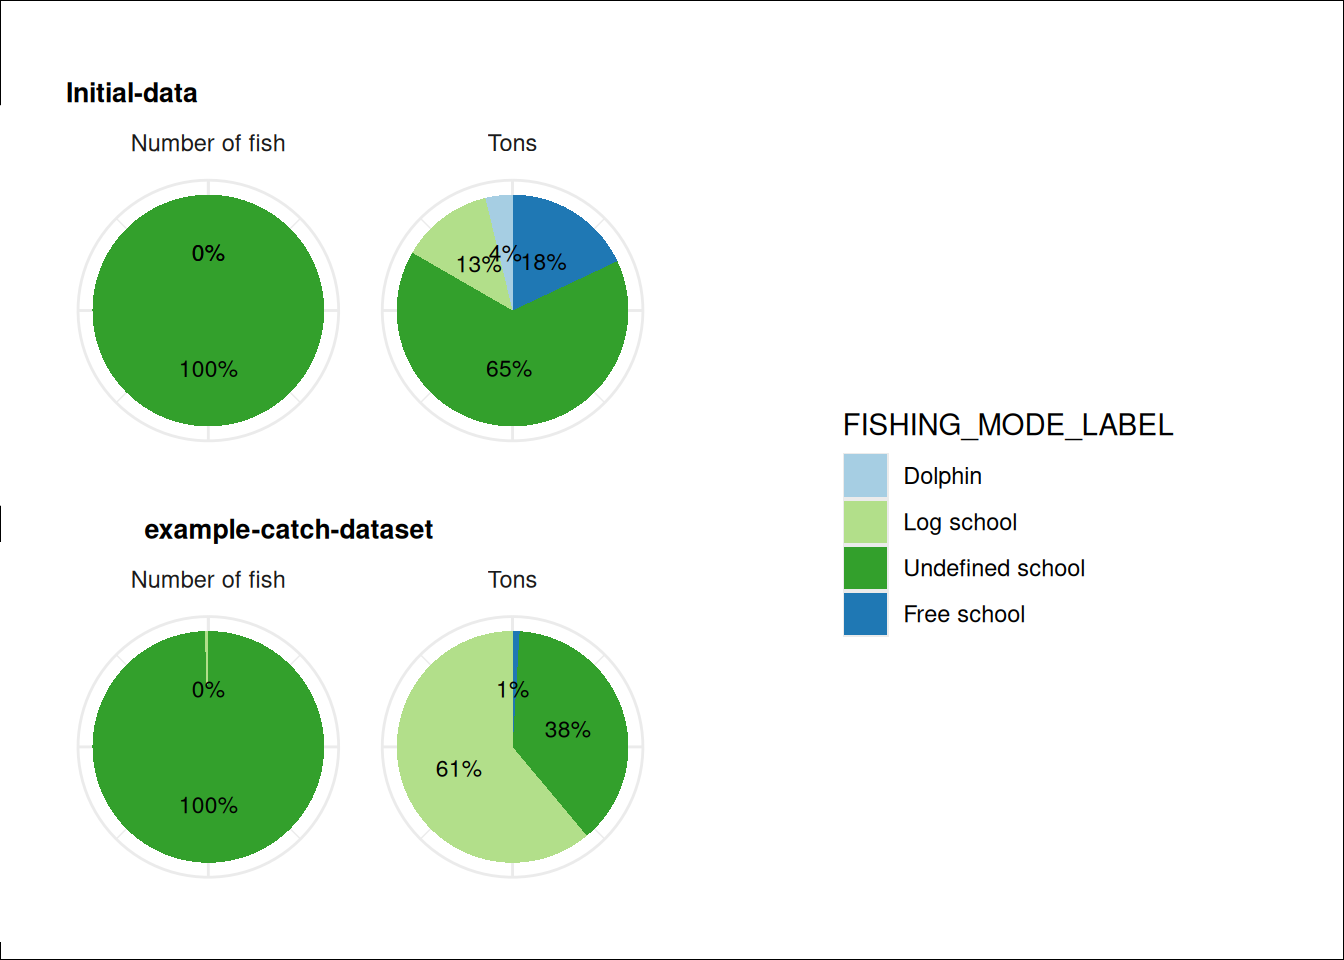 Initial-data
Number of fish
Tons
0%
100%
4%
13%
18%
65%
FISHING_MODE_LABEL
Dolphin
Log school
Undefined school
Free school
example-catch-dataset
Number of fish
Tons
0%
100%
1%
38%
61%